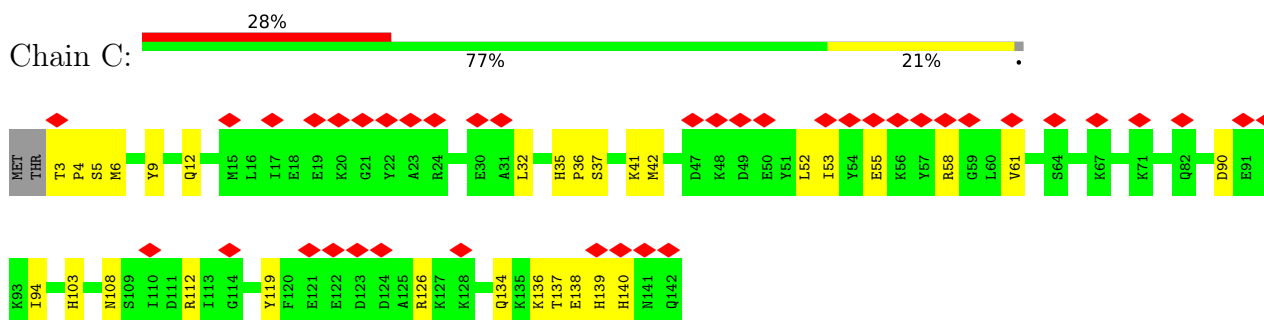 28%
Chain C:
77% 21% •
MET THR T3 P4 S5 M6 Y9 Q12 M15 L16 I17 E18 E19 K20 G21 Y22 A23 R24 E30 A31 L32 H35 P36 S37 K41 M42 D47 K48 D49 E50 Y51 L52 I53 Y54 E55 K56 Y57 R58 G59 L60 V61 S64 K67 K71 Q82 D90 E91
K93 I94 H103 N108 S109 I110 D111 R112 I113 G114 Y119 F120 E121 E122 D123 D124 A125 R126 K127 K128 Q134 K135 K136 T137 E138 H139 H140 N141 Q142